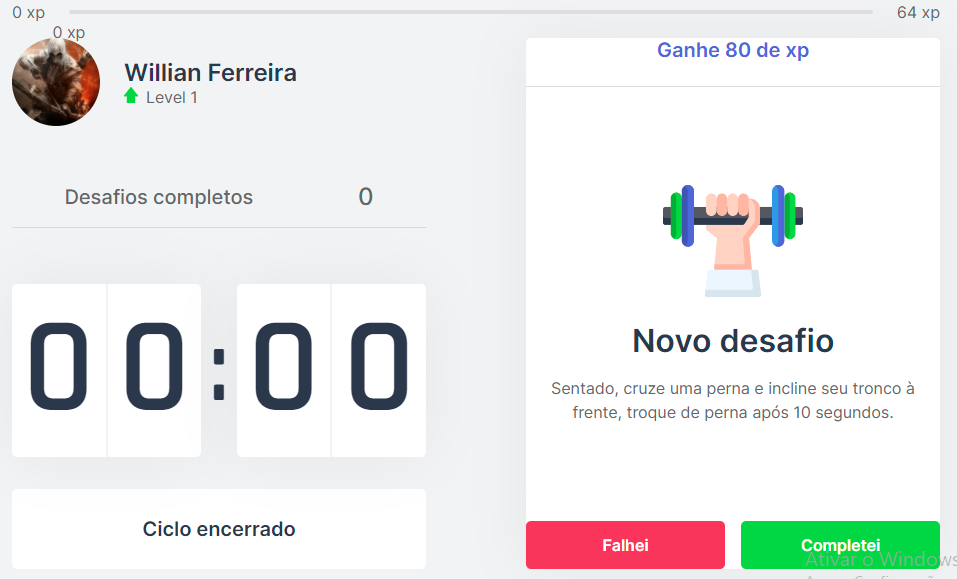 0 xp
64 xp
0 xp
Willian Ferreira
Level 1
Desafios completos 0
00:00
Ciclo encerrado
Ganhe 80 de xp
Novo desafio
Sentado, cruze uma perna e incline seu tronco à
frente, troque de perna após 10 segundos.
Falhei
Completei
Ativar o Windows